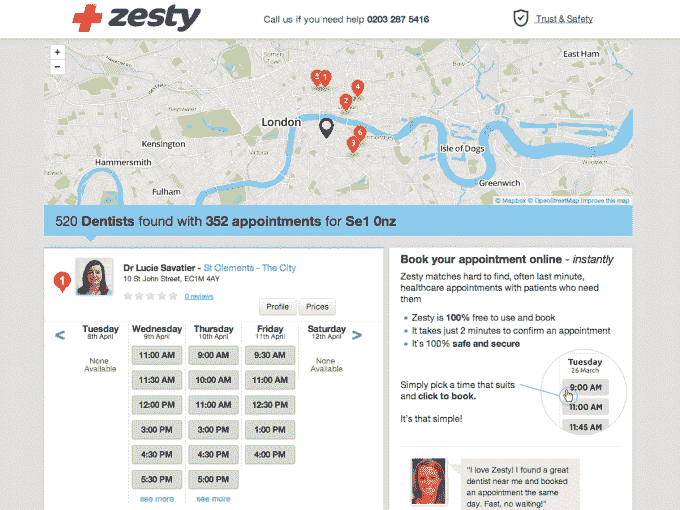 zesty
Call us if you need help 0203 287 5416
Trust & Safety
+
−
East Ham
Bow
London
Kensington
Victoria
Hammersmith
Fulham
Isle of Dogs
Greenwich
Woolwich
5
1
4
2
6
3
© Mapbox © OpenStreetMap Improve this map
520 Dentists found with 352 appointments for Se1 0nz
1
Dr Lucie Savatier - St Clements - The City
10 St John Street, EC1M 4AY
0 reviews
Profile Prices
< Tuesday Wednesday Thursday Friday Saturday >
8th April 9th April 10th April 11th April 12th April
None Available
11:00 AM 9:00 AM 9:30 AM
None Available
11:30 AM 10:00 AM 11:00 AM
12:00 PM 11:00 AM 12:30 PM
3:00 PM 3:00 PM 1:00 PM
4:30 PM 4:30 PM 4:00 PM
5:30 PM 5:00 PM
see more see more
Book your appointment online - instantly
Zesty matches hard to find, often last minute,
healthcare appointments with patients who need
them
• Zesty is 100% free to use and book
• It takes just 2 minutes to confirm an appointment
• It's 100% safe and secure
Simply pick a time that suits
and click to book.
It's that simple!
Tuesday
26 March
9:00 AM
11:00 AM
11:45 AM
"I love Zesty! I found a great
dentist near me and booked
an appointment the same
day. Fast, no waiting!"